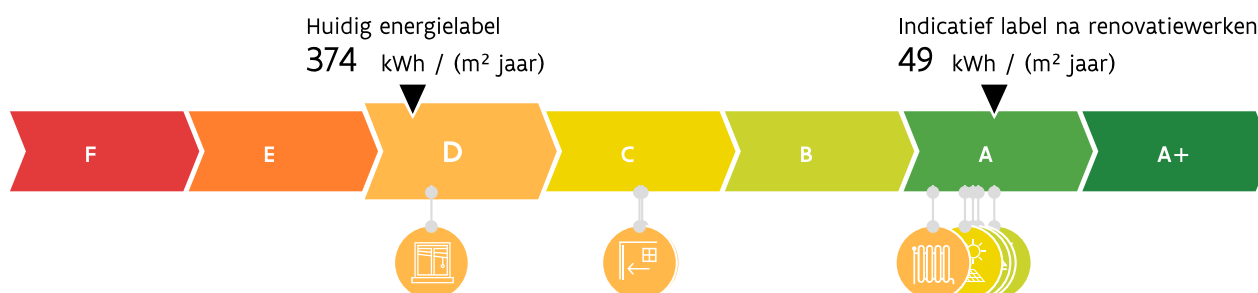 Huidig energielabel
374 kWh / (m² jaar)
Indicatief label na renovatiewerken
49 kWh / (m² jaar)
F E D C B A A+